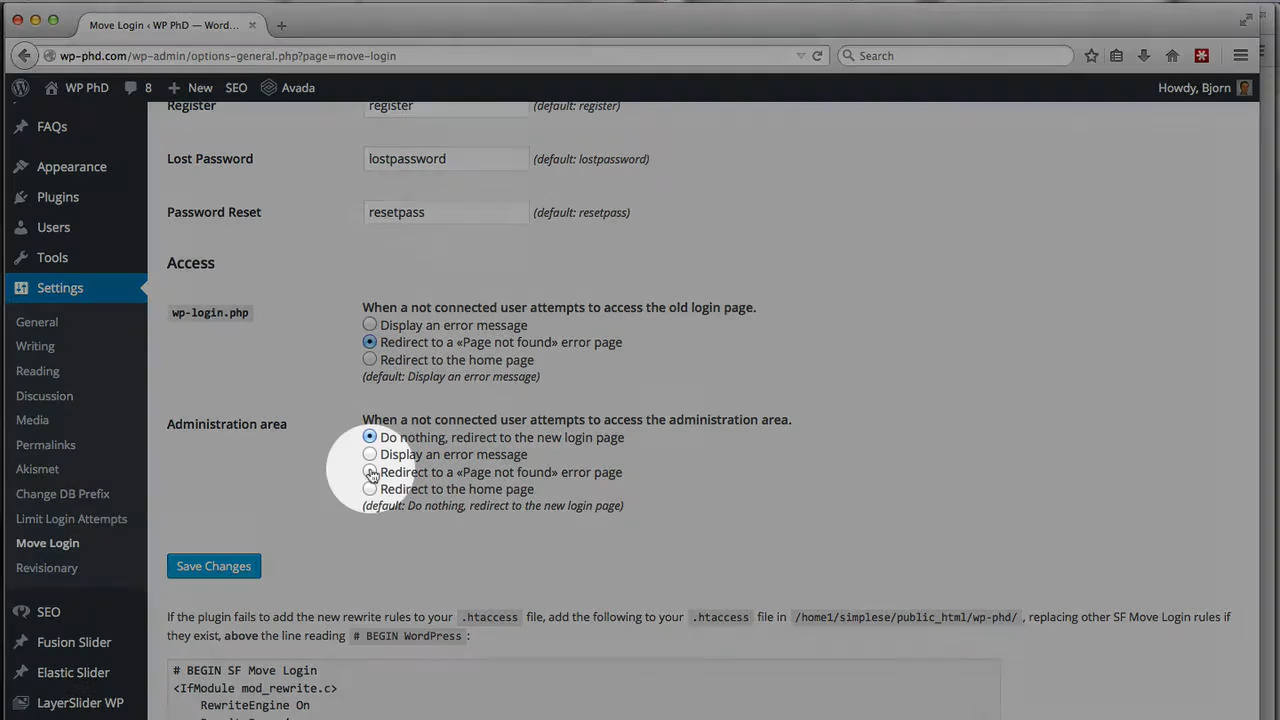 Move Login ‹ WP PhD — Word...
wp-phd.com/wp-admin/options-general.php?page=move-login
Search
WP PhD
8
New
SEO
Avada
Howdy, Bjorn
FAQs
Appearance
Plugins
Users
Tools
Settings
General
Writing
Reading
Discussion
Media
Permalinks
Akismet
Change DB Prefix
Limit Login Attempts
Move Login
Revisionary
SEO
Fusion Slider
Elastic Slider
LayerSlider WP
Register register (default: register)
Lost Password lostpassword (default: lostpassword)
Password Reset resetpass (default: resetpass)
Access
wp-login.php
When a not connected user attempts to access the old login page.
Display an error message
Redirect to a «Page not found» error page
Redirect to the home page
(default: Display an error message)
Administration area
When a not connected user attempts to access the administration area.
Do nothing, redirect to the new login page
Display an error message
Redirect to a «Page not found» error page
Redirect to the home page
(default: Do nothing, redirect to the new login page)
Save Changes
If the plugin fails to add the new rewrite rules to your .htaccess file, add the following to your .htaccess file in /home1/simplese/public_html/wp-phd/ , replacing other SF Move Login rules if
they exist, above the line reading # BEGIN WordPress :
# BEGIN SF Move Login
<IfModule mod_rewrite.c>
RewriteEngine On